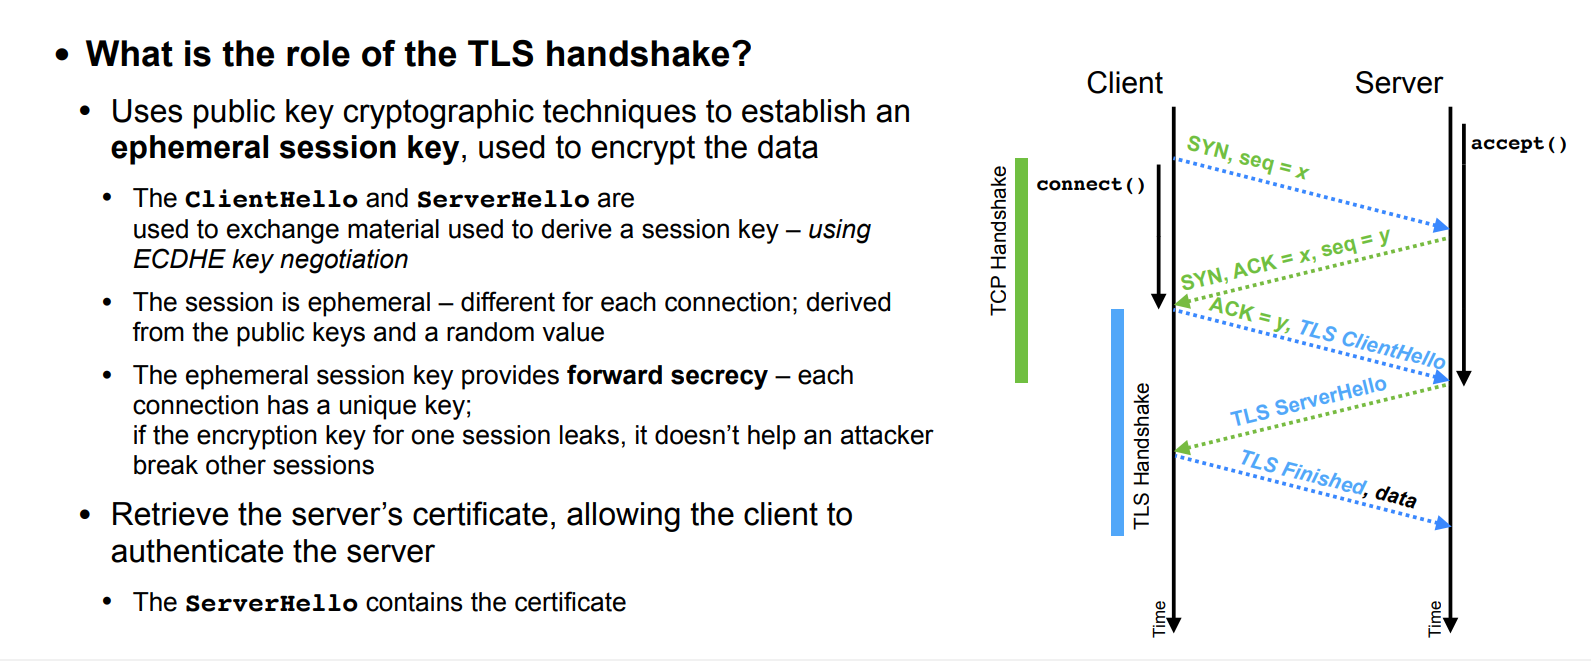 • What is the role of the TLS handshake?
• Uses public key cryptographic techniques to establish an
ephemeral session key, used to encrypt the data
• The ClientHello and ServerHello are
used to exchange material used to derive a session key – using
ECDHE key negotiation
• The session is ephemeral – different for each connection; derived
from the public keys and a random value
• The ephemeral session key provides forward secrecy – each
connection has a unique key;
if the encryption key for one session leaks, it doesn’t help an attacker
break other sessions
• Retrieve the server’s certificate, allowing the client to
authenticate the server
• The ServerHello contains the certificate
Client
Server
accept()
SYN, seq = x
connect()
TCP Handshake
SYN, ACK = x, seq = y
ACK = y, TLS ClientHello
TLS ServerHello
TLS Handshake
TLS Finished, data
Time
Time